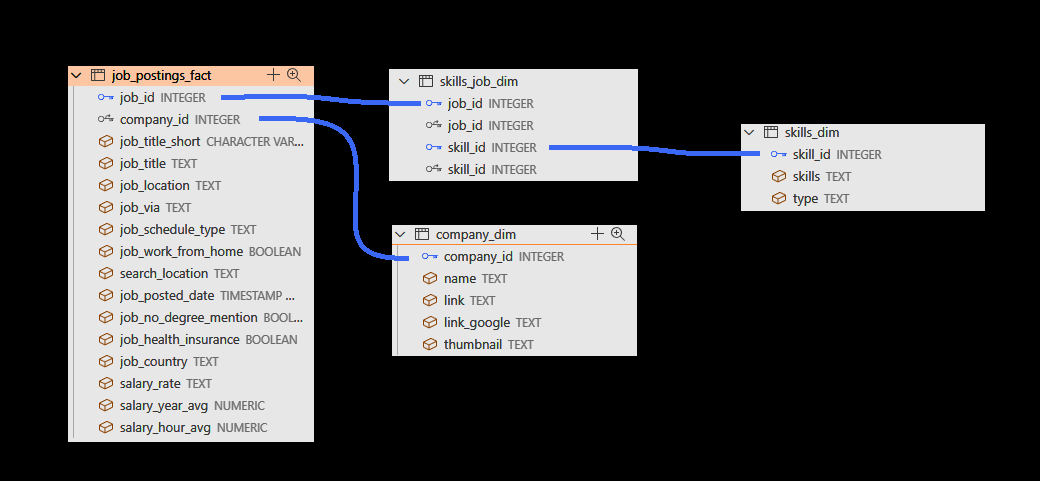 job_postings_fact
job_id INTEGER
company_id INTEGER
job_title_short CHARACTER VAR...
job_title TEXT
job_location TEXT
job_via TEXT
job_schedule_type TEXT
job_work_from_home BOOLEAN
search_location TEXT
job_posted_date TIMESTAMP ...
job_no_degree_mention BOOL...
job_health_insurance BOOLEAN
job_country TEXT
salary_rate TEXT
salary_year_avg NUMERIC
salary_hour_avg NUMERIC
skills_job_dim
job_id INTEGER
job_id INTEGER
skill_id INTEGER
skill_id INTEGER
company_dim
company_id INTEGER
name TEXT
link TEXT
link_google TEXT
thumbnail TEXT
skills_dim
skill_id INTEGER
skills TEXT
type TEXT